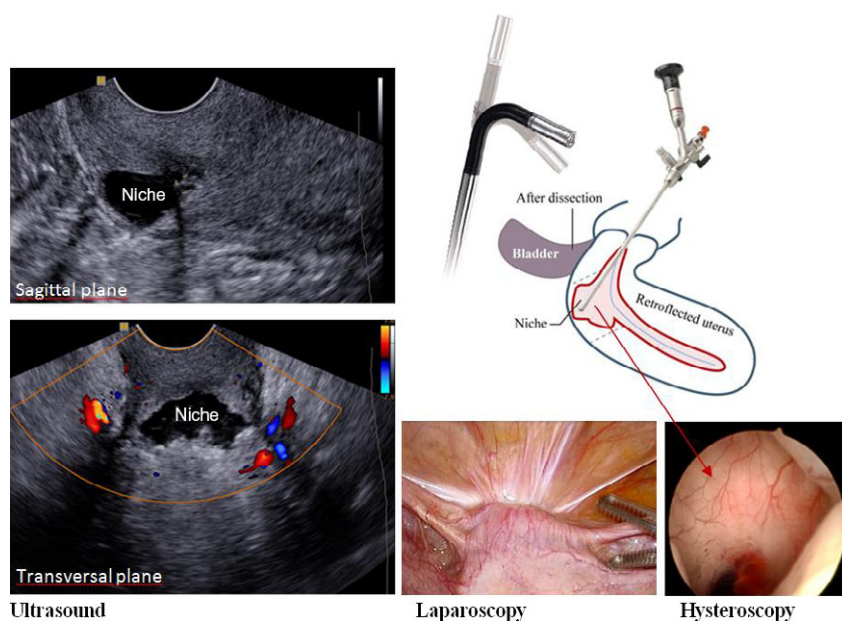 Niche
Sagittal plane
Niche
Transversal plane
Ultrasound
After dissection
Bladder
Niche
Retroflected uterus
Laparoscopy
Hysteroscopy